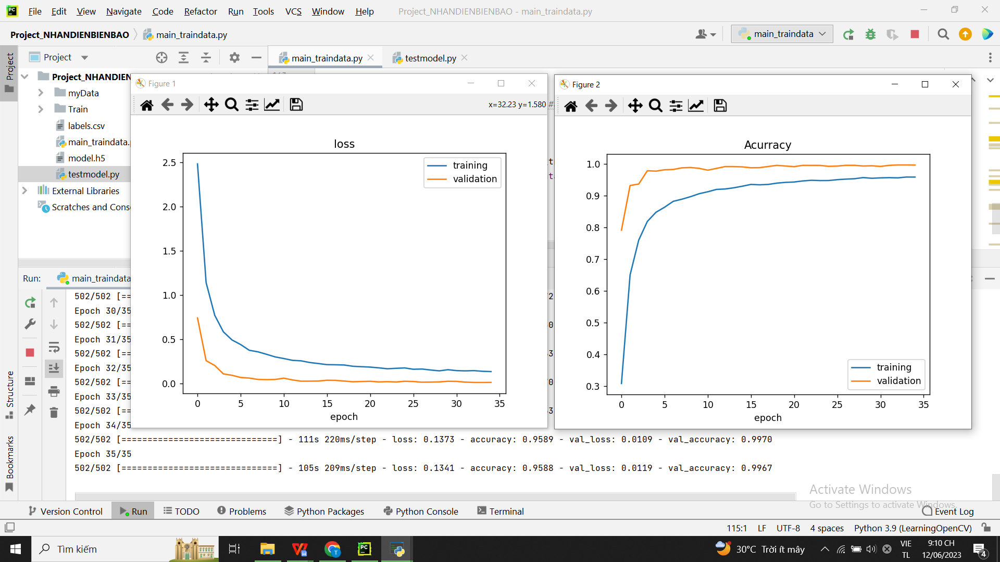 File Edit View Navigate Code Refactor Run Tools VCS Window Help Project_NHANDIENBIENBAO - main_traindata.py
Project_NHANDIENBIENBAO main_traindata.py main_traindata
Project main_traindata.py testmodel.py
Project
Project_NHANDIEN
myData
Train
labels.csv
main_traindata.
model.h5
testmodel.py
External Libraries
Scratches and Cons
Figure 1
x=32.23 y=1.580
loss
training
validation
2.5
2.0
1.5
1.0
0.5
0.0
0 5 10 15 20 25 30 35
epoch
Figure 2
Acurracy
1.0
0.9
0.8
0.7
0.6
0.5
0.4
0.3
training
validation
0 5 10 15 20 25 30 35
epoch
Run: main_traindata
502/502 [==
Epoch 30/35
502/502 [==
Epoch 31/35
502/502 [==
Epoch 32/35
502/502 [==
Epoch 33/35
502/502 [==
Epoch 34/35
502/502 [==============================] - 111s 220ms/step - loss: 0.1373 - accuracy: 0.9589 - val_loss: 0.0109 - val_accuracy: 0.9970
Epoch 35/35
502/502 [==============================] - 105s 209ms/step - loss: 0.1341 - accuracy: 0.9588 - val_loss: 0.0119 - val_accuracy: 0.9967
Structure
Bookmarks
Activate Windows
Go to Settings to activate Windows.
Version Control Run TODO Problems Python Packages Python Console Terminal Event Log
115:1 LF UTF-8 4 spaces Python 3.9 (LearningOpenCV)
Tìm kiếm
30°C Trời ít mây
VIE
TL
9:10 CH
12/06/2023
4